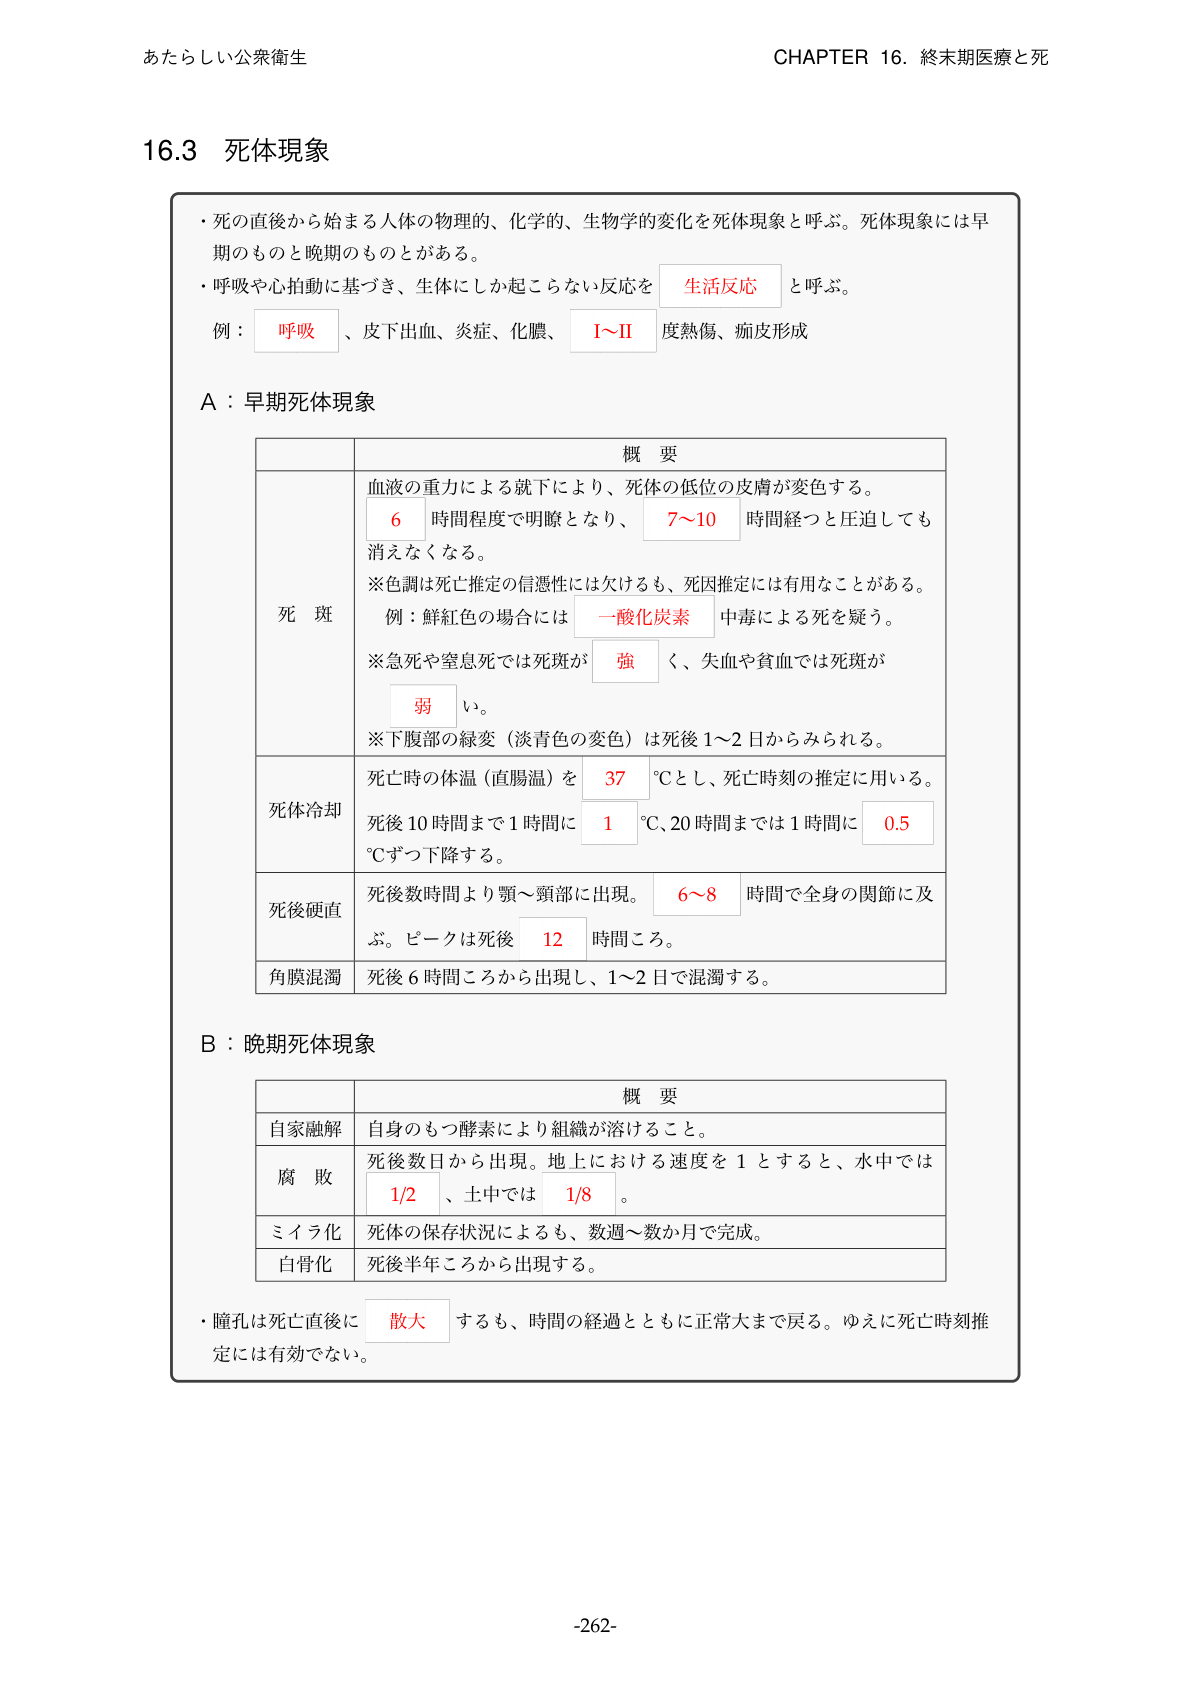 あたらしい公衆衛生
CHAPTER 16. 終末期医療と死
16.3 死体現象
・死の直後から始まる人体の物理的、化学的、生物学的変化を死体現象と呼ぶ。死体現象には早
期のものと晩期のものとがある。
・呼吸や心拍動に基づき、生体にしか起こらない反応を 生活反応 と呼ぶ。
例： 呼吸 、皮下出血、炎症、化膿、 I〜II 度熱傷、痂皮形成
A：早期死体現象
概 要
死 斑
血液の重力による就下により、死体の低位の皮膚が変色する。
6 時間程度で明瞭となり、 7〜10 時間経つと圧迫しても
消えなくなる。
※色調は死亡推定の信憑性には欠けるも、死因推定には有用なことがある。
例：鮮紅色の場合には 一酸化炭素 中毒による死を疑う。
※急死や窒息死では死斑が 強 く、失血や貧血では死斑が
弱 い。
※下腹部の緑変（淡青色の変色）は死後 1〜2 日からみられる。
死体冷却
死亡時の体温（直腸温）を 37 ℃とし、死亡時刻の推定に用いる。
死後 10 時間まで 1 時間に 1 ℃、20 時間までは 1 時間に 0.5
℃ずつ下降する。
死後硬直
死後数時間より顎〜頸部に出現。 6〜8 時間で全身の関節に及
ぶ。ピークは死後 12 時間ころ。
角膜混濁 死後 6 時間ころから出現し、1〜2 日で混濁する。
B：晩期死体現象
概 要
自家融解 自身のもつ酵素により組織が溶けること。
腐 敗
死後数日から出現。地上における速度を 1 とすると、水中では
1/2 、土中では 1/8 。
ミイラ化 死体の保存状況によるも、数週〜数か月で完成。
白骨化 死後半年ころから出現する。
・瞳孔は死亡直後に 散大 するも、時間の経過とともに正常大まで戻る。ゆえに死亡時刻推
定には有効でない。
-262-